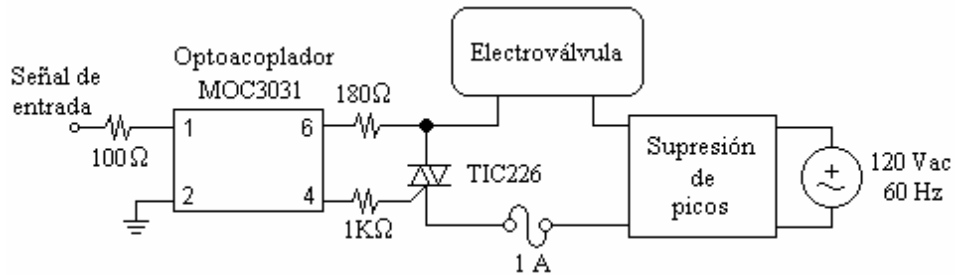 Electroválvula
Optoacoplador
MOC3031
Señal de
entrada
180Ω
1
6
100Ω
Supresión
de
picos
120 Vac
60 Hz
TIC226
2
4
1KΩ
1 A